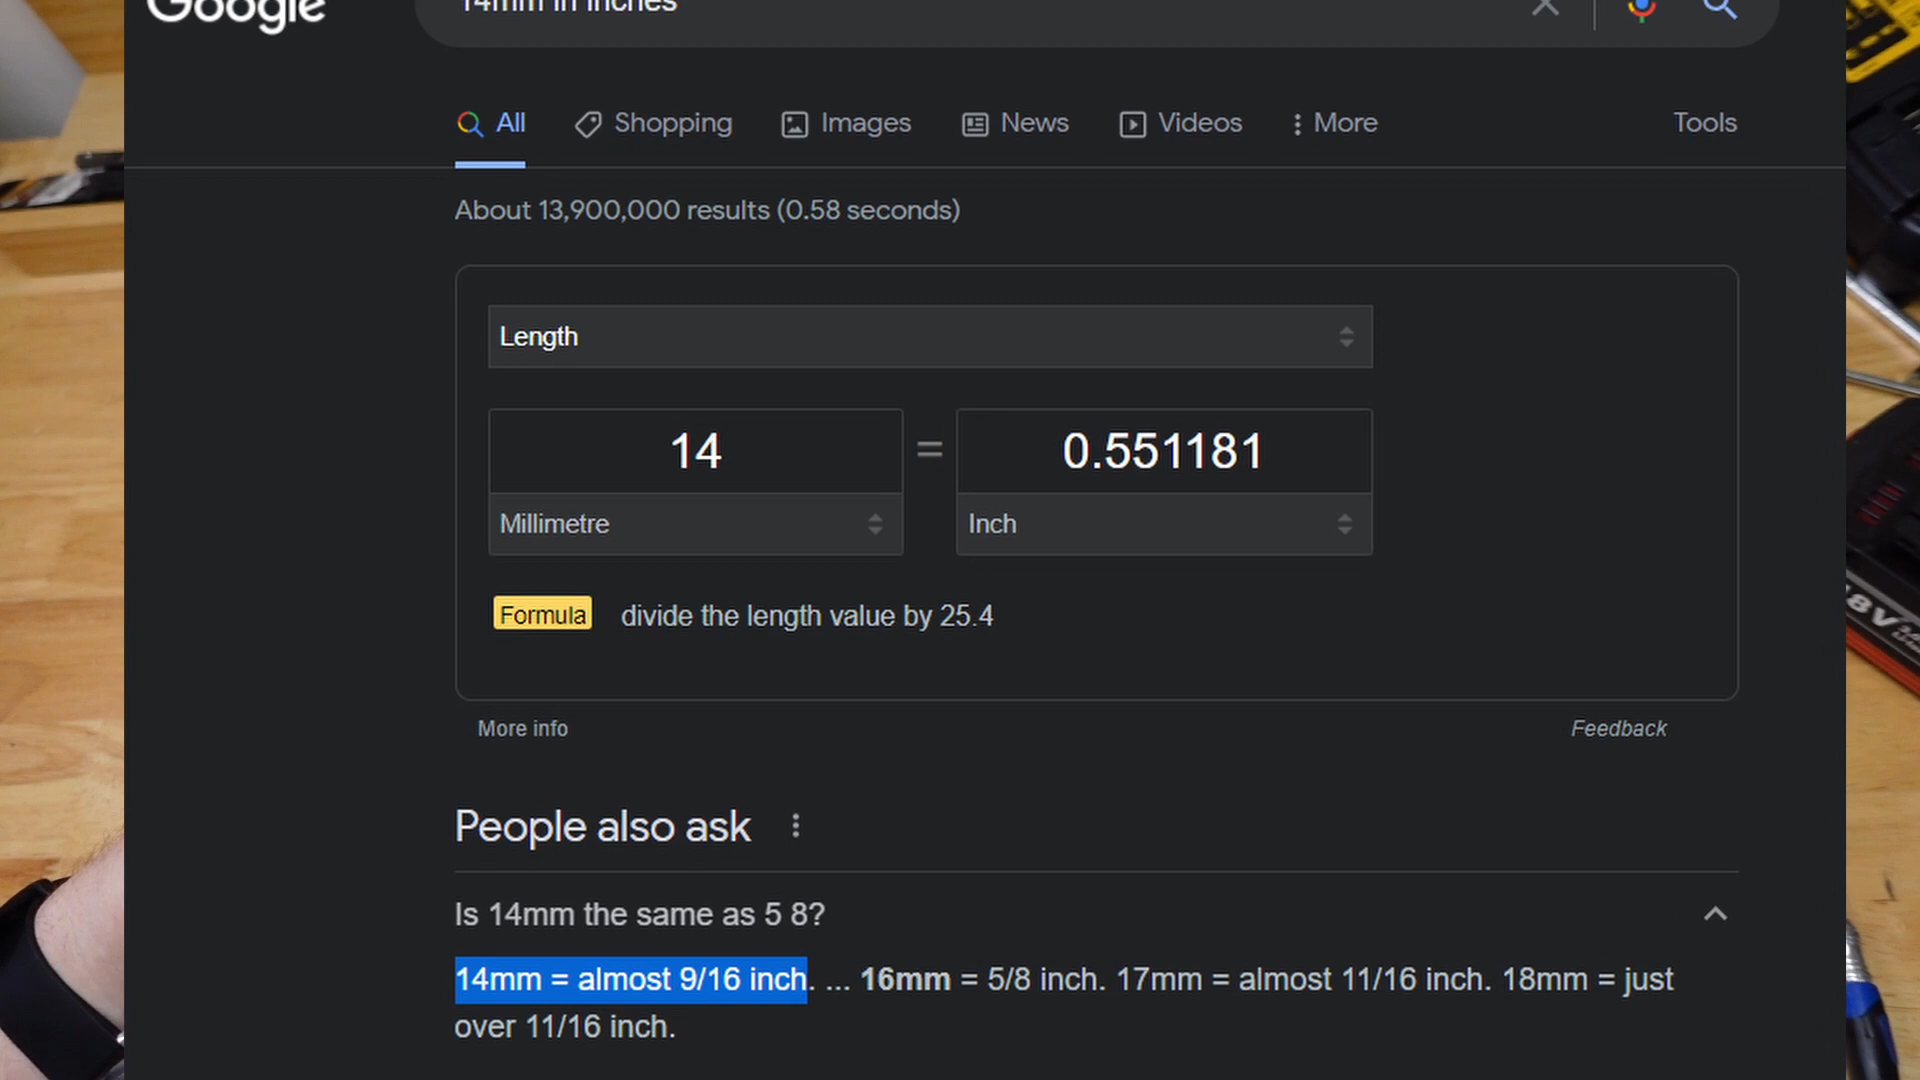 Google
14mm in inches
All Shopping Images News Videos More Tools
About 13,900,000 results (0.58 seconds)
Length
14 = 0.551181
Millimetre Inch
Formula divide the length value by 25.4
More info Feedback
People also ask
Is 14mm the same as 5 8?
14mm = almost 9/16 inch. ... 16mm = 5/8 inch. 17mm = almost 11/16 inch. 18mm = just
over 11/16 inch.
8V